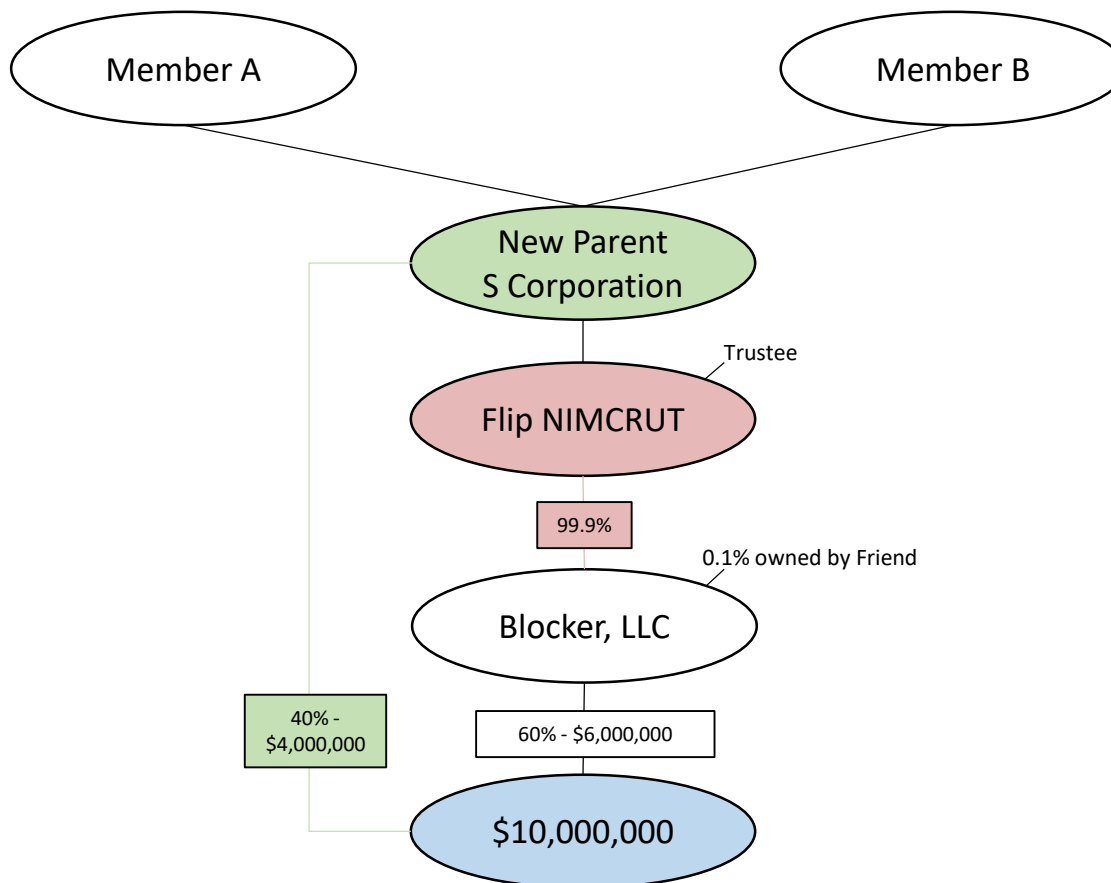 Member A
Member B
New Parent
S Corporation
Trustee
Flip NIMCRUT
99.9%
0.1% owned by Friend
Blocker, LLC
40% -
$4,000,000
60% - $6,000,000
$10,000,000